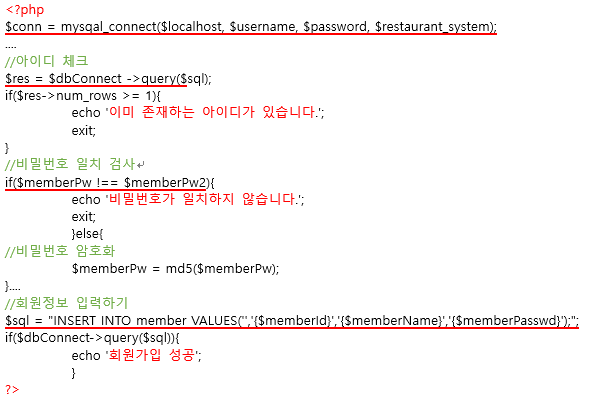 <?php
$conn = mysqal_connect($localhost, $username, $password, $restaurant_system);
....
//아이디 체크
$res = $dbConnect ->query($sql);
if($res->num_rows >= 1){
echo '이미 존재하는 아이디가 있습니다.';
exit;
}
//비밀번호 일치 검사↵
if($memberPw !== $memberPw2){
echo '비밀번호가 일치하지 않습니다.';
exit;
}else{
//비밀번호 암호화
$memberPw = md5($memberPw);
}....
//회원정보 입력하기
$sql = "INSERT INTO member VALUES('','{$memberId}','{$memberName}','{$memberPasswd}');";
if($dbConnect->query($sql)){
echo '회원가입 성공';
}
?>